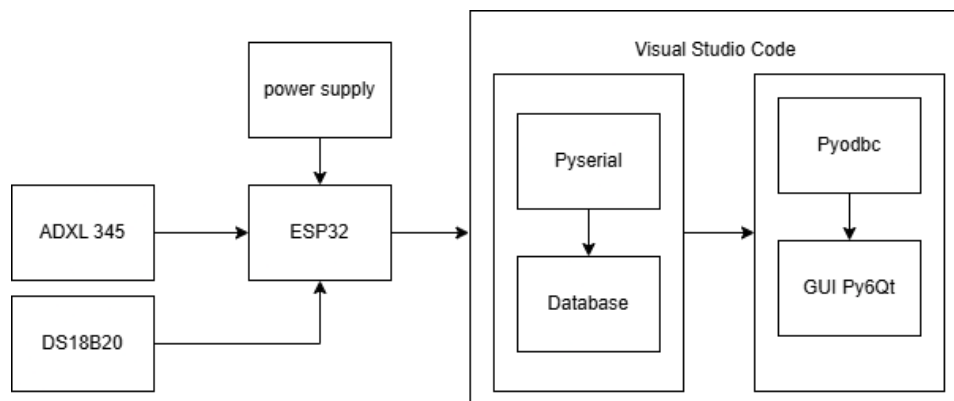 Visual Studio Code
power supply
Pyserial
Pyodbc
ADXL 345
ESP32
Database
GUI Py6Qt
DS18B20